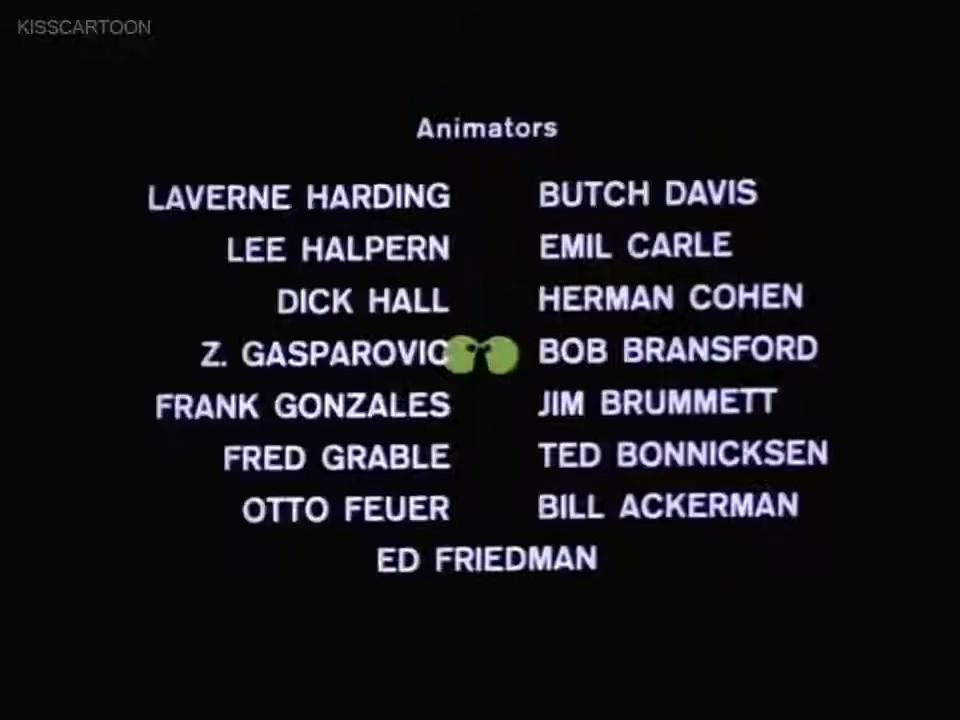 KISSCARTOON
Animators
LAVERNE HARDING BUTCH DAVIS
LEE HALPERN EMIL CARLE
DICK HALL HERMAN COHEN
Z. GASPAROVIC BOB BRANSFORD
FRANK GONZALES JIM BRUMMETT
FRED GRABLE TED BONNICKSEN
OTTO FEUER BILL ACKERMAN
ED FRIEDMAN